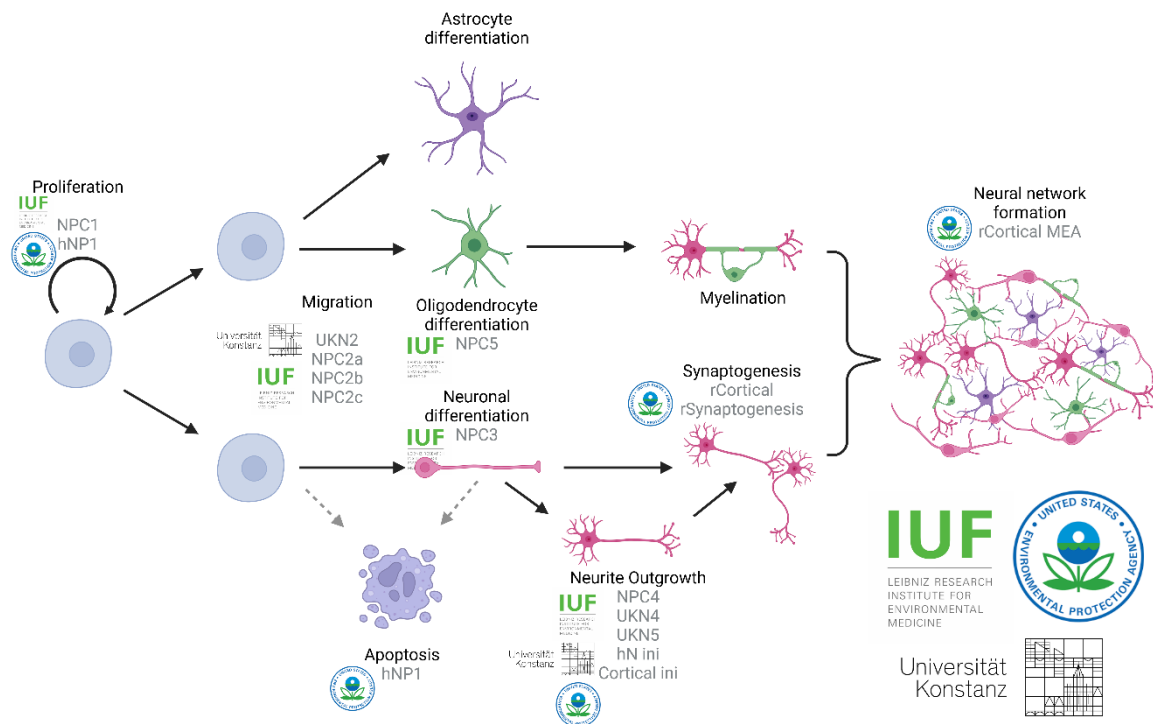 Astrocyte
differentiation
Proliferation
IUF
NPC1
hNP1
Migration
Universität
Konstanz
IUF
UKN2
NPC2a
NPC2b
NPC2c
Oligodendrocyte
differentiation
IUF
NPC5
Neuronal
differentiation
IUF
NPC3
Myelination
Synaptogenesis
rCortical
rSynaptogenesis
Neural network
formation
rCortical MEA
Apoptosis
hNP1
Neurite Outgrowth
IUF
Universität
Konstanz
NPC4
UKN4
UKN5
hN ini
Cortical ini
IUF
LEIBNIZ RESEARCH
INSTITUTE FOR
ENVIRONMENTAL
MEDICINE
UNITED STATES
ENVIRONMENTAL PROTECTION AGENCY
Universität
Konstanz